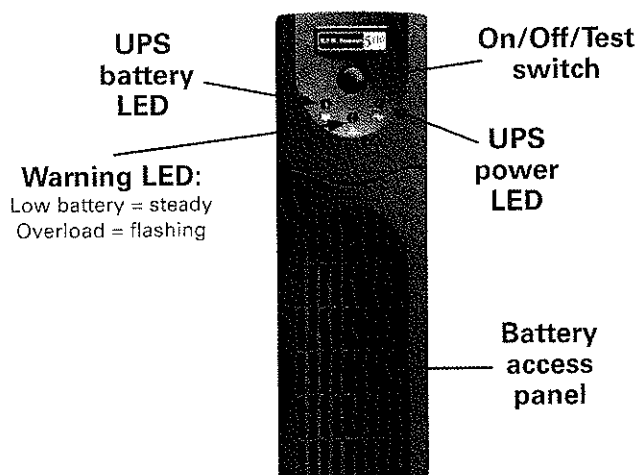 UPS
battery
LED
On/Off/Test
switch
Warning LED:
Low battery = steady
Overload = flashing
UPS
power
LED
Battery
access
panel